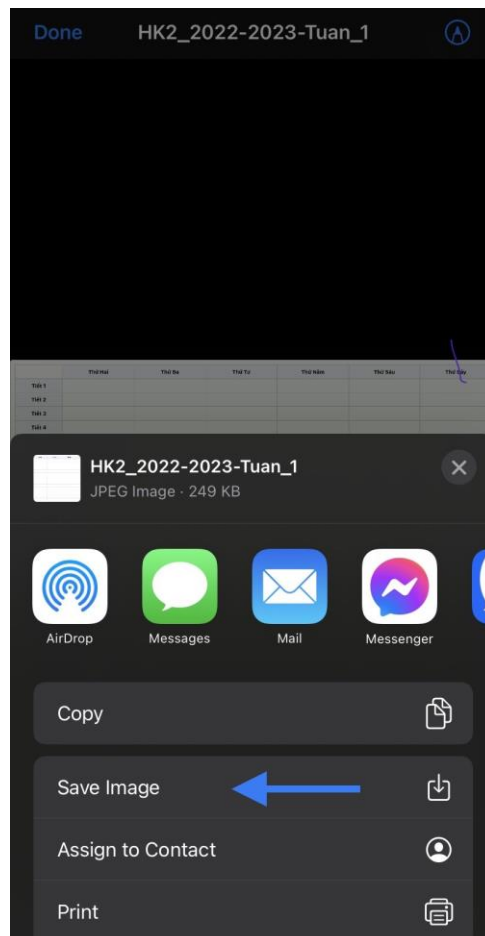 Done HK2_2022-2023-Tuan_1
Thứ Hai Thứ Ba Thứ Tư Thứ Năm Thứ Sáu Thứ Bảy
Tiết 1
Tiết 2
Tiết 3
Tiết 4
HK2_2022-2023-Tuan_1
JPEG Image · 249 KB
AirDrop Messages Mail Messenger
Copy
Save Image
Assign to Contact
Print